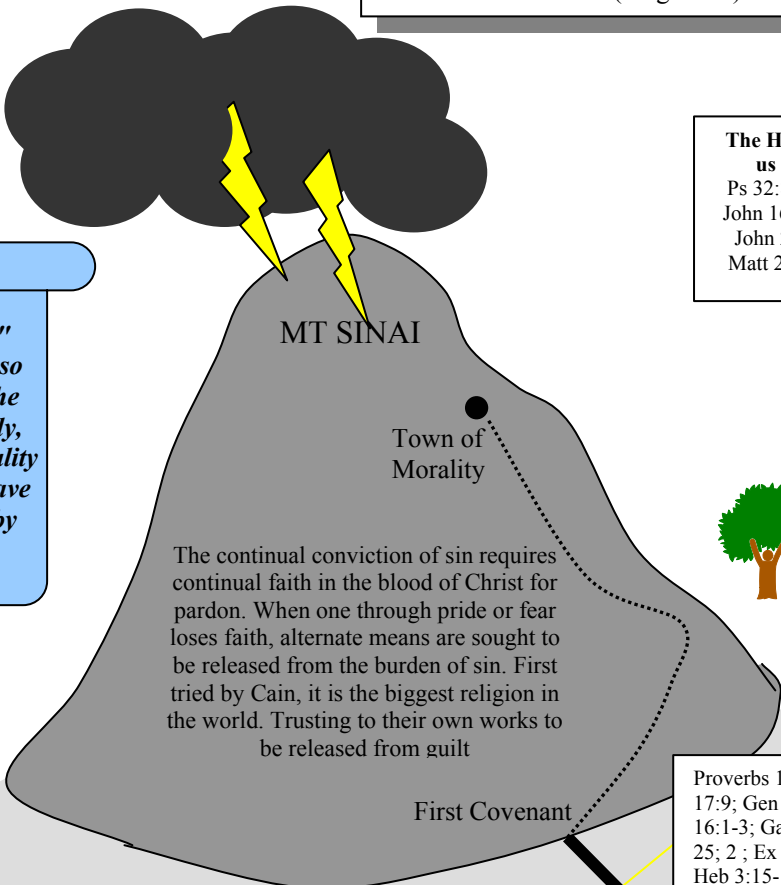 The H
us
Ps 32:
John 16
John
Matt 2
"
so
he
ly,
ality
ave
by
MT SINAI
Town of
Morality
The continual conviction of sin requires
continual faith in the blood of Christ for
pardon. When one through pride or fear
loses faith, alternate means are sought to
be released from the burden of sin. First
tried by Cain, it is the biggest religion in
the world. Trusting to their own works to
be released from guilt
First Covenant
Proverbs 1
17:9; Gen
16:1-3; Ga
25; 2 ; Ex
Heb 3:15-